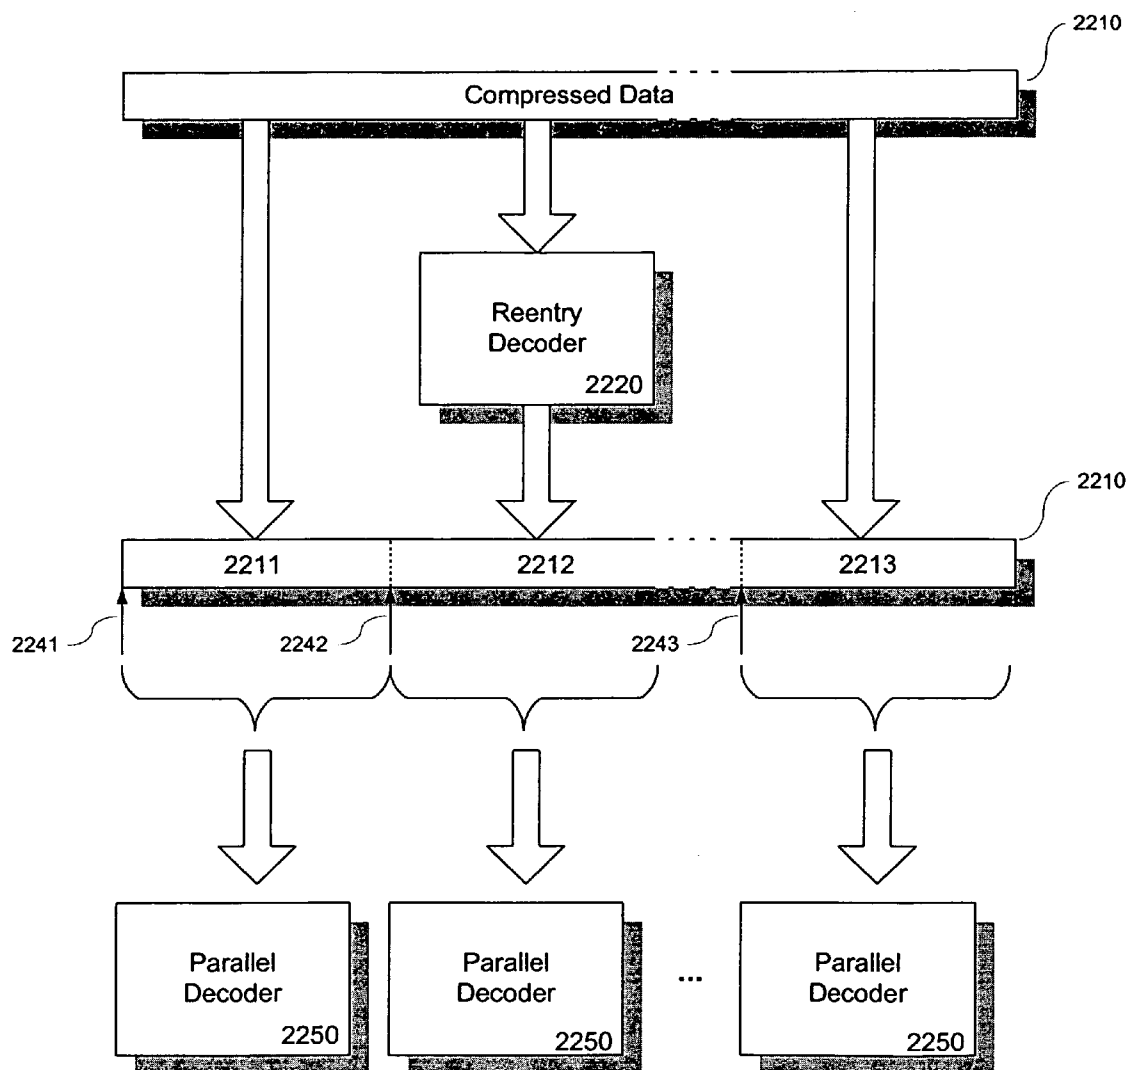 2210
Compressed Data
Reentry
Decoder
2220
2210
2211
2212
2213
2241
2242
2243
Parallel
Decoder
2250
Parallel
Decoder
2250
...
Parallel
Decoder
2250